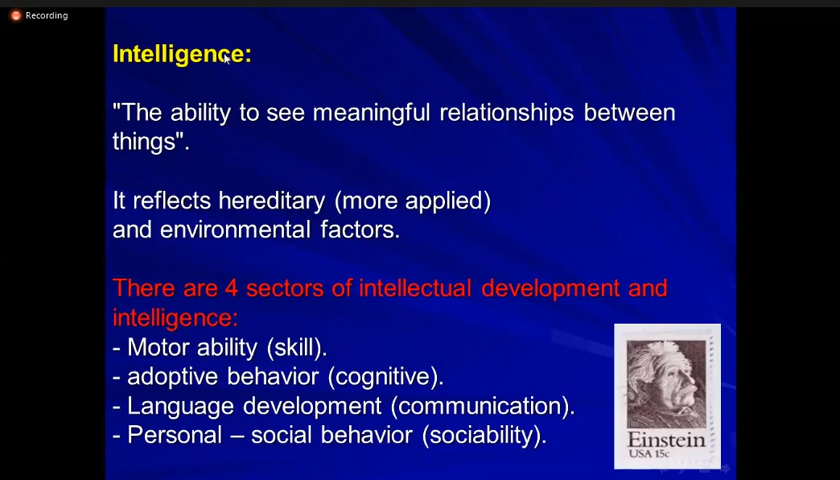 Recording
Intelligence:
"The ability to see meaningful relationships between
things".
It reflects hereditary (more applied)
and environmental factors.
There are 4 sectors of intellectual development and
intelligence:
- Motor ability (skill).
- adoptive behavior (cognitive).
- Language development (communication).
- Personal – social behavior (sociability).
Einstein
USA 15c